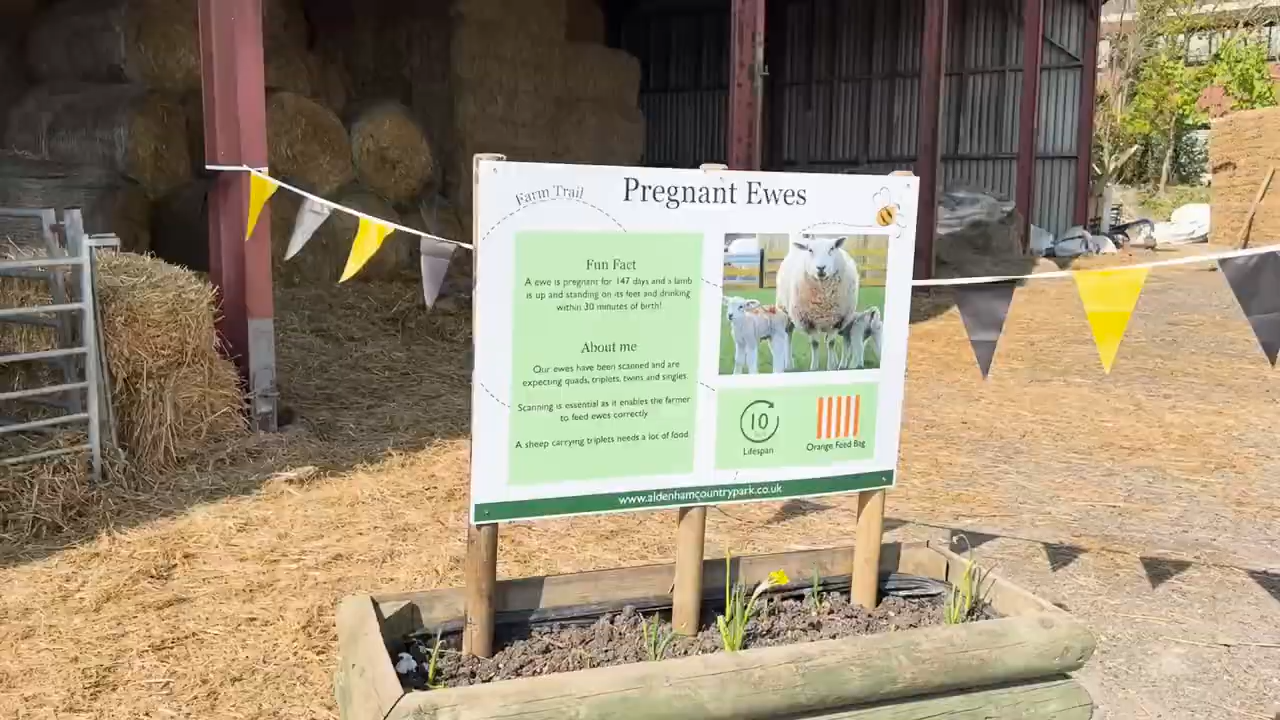 Farm Trail
Pregnant Ewes
Fun Fact
A ewe is pregnant for 147 days and a lamb
is up and standing on its feet and drinking
within 30 minutes of birth!
About me
Our ewes have been scanned and are
expecting quads, triplets, twins and singles.
Scanning is essential as it enables the farmer
to feed ewes correctly
A sheep carrying triplets needs a lot of food
10
Lifespan
Orange Feed Bag
www.aldenhamcountrypark.co.uk